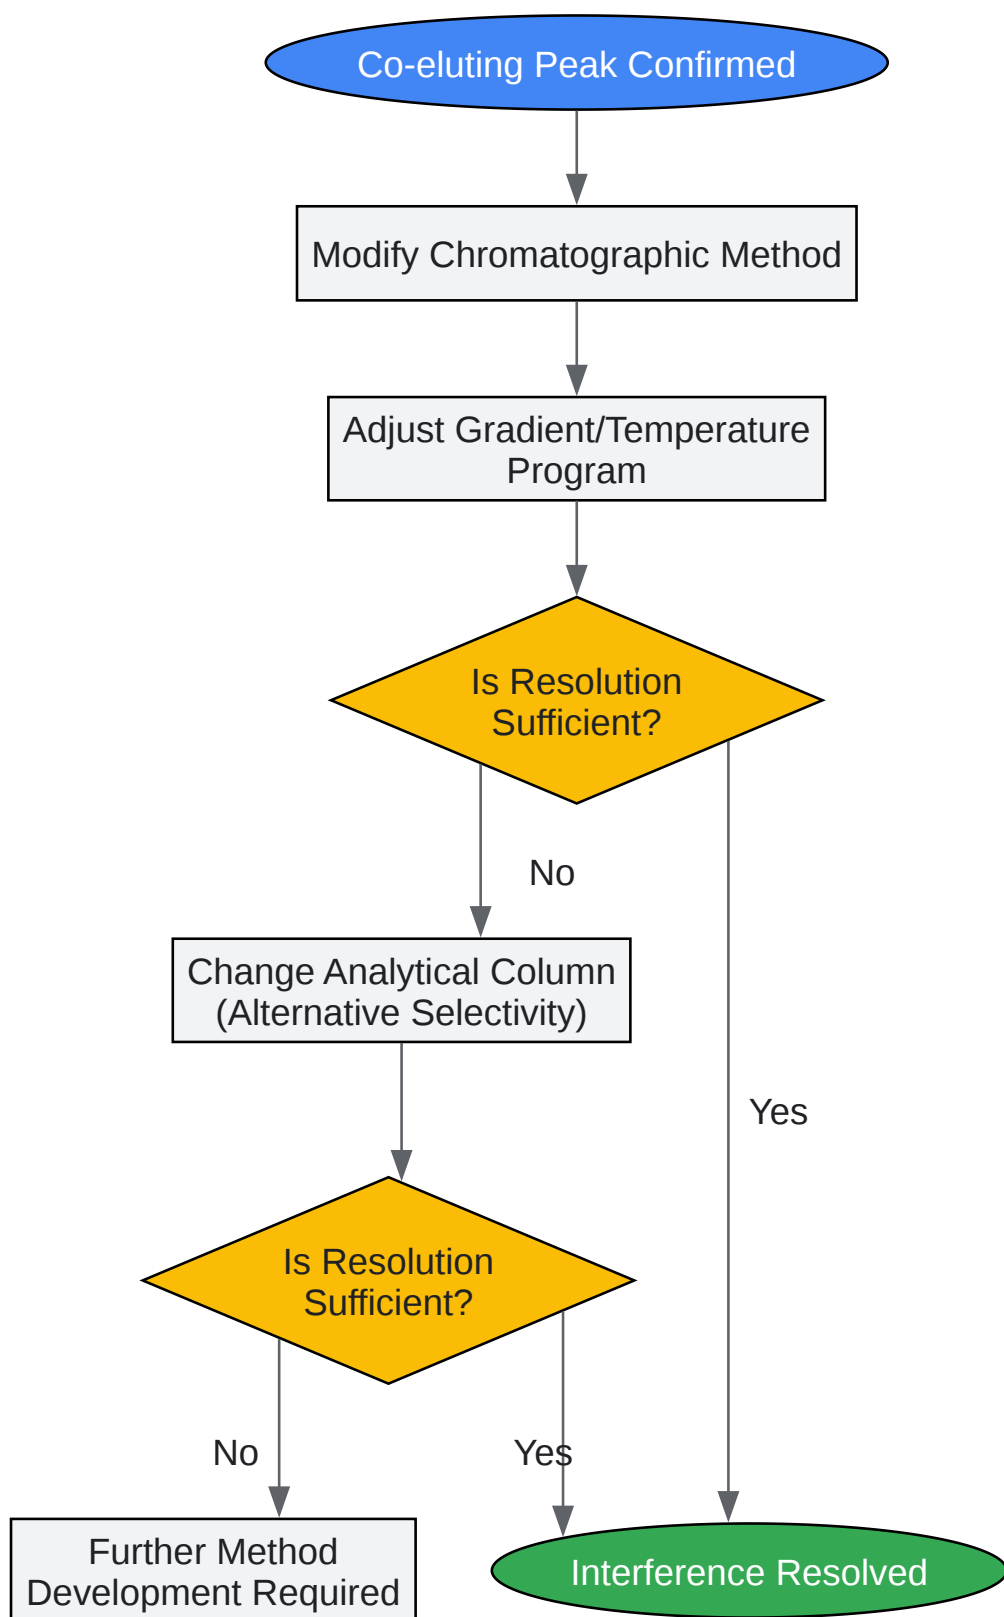 Co-eluting Peak Confirmed
Modify Chromatographic Method
Adjust Gradient/Temperature
Program
Is Resolution
Sufficient?
No
Change Analytical Column
(Alternative Selectivity)
Yes
Is Resolution
Sufficient?
No
Yes
Further Method
Development Required
Interference Resolved